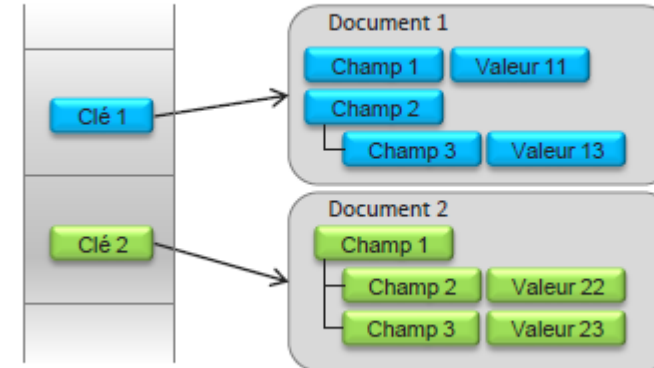 Document 1
Champ 1 Valeur 11
Clé 1
Champ 2
Champ 3 Valeur 13
Document 2
Clé 2
Champ 1
Champ 2 Valeur 22
Champ 3 Valeur 23